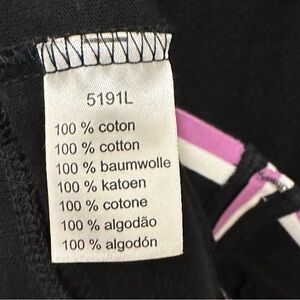 5191L
100 % coton
100 % cotton
100 % baumwolle
100 % katoen
100 % cotone
100 % algodão
100 % algodón